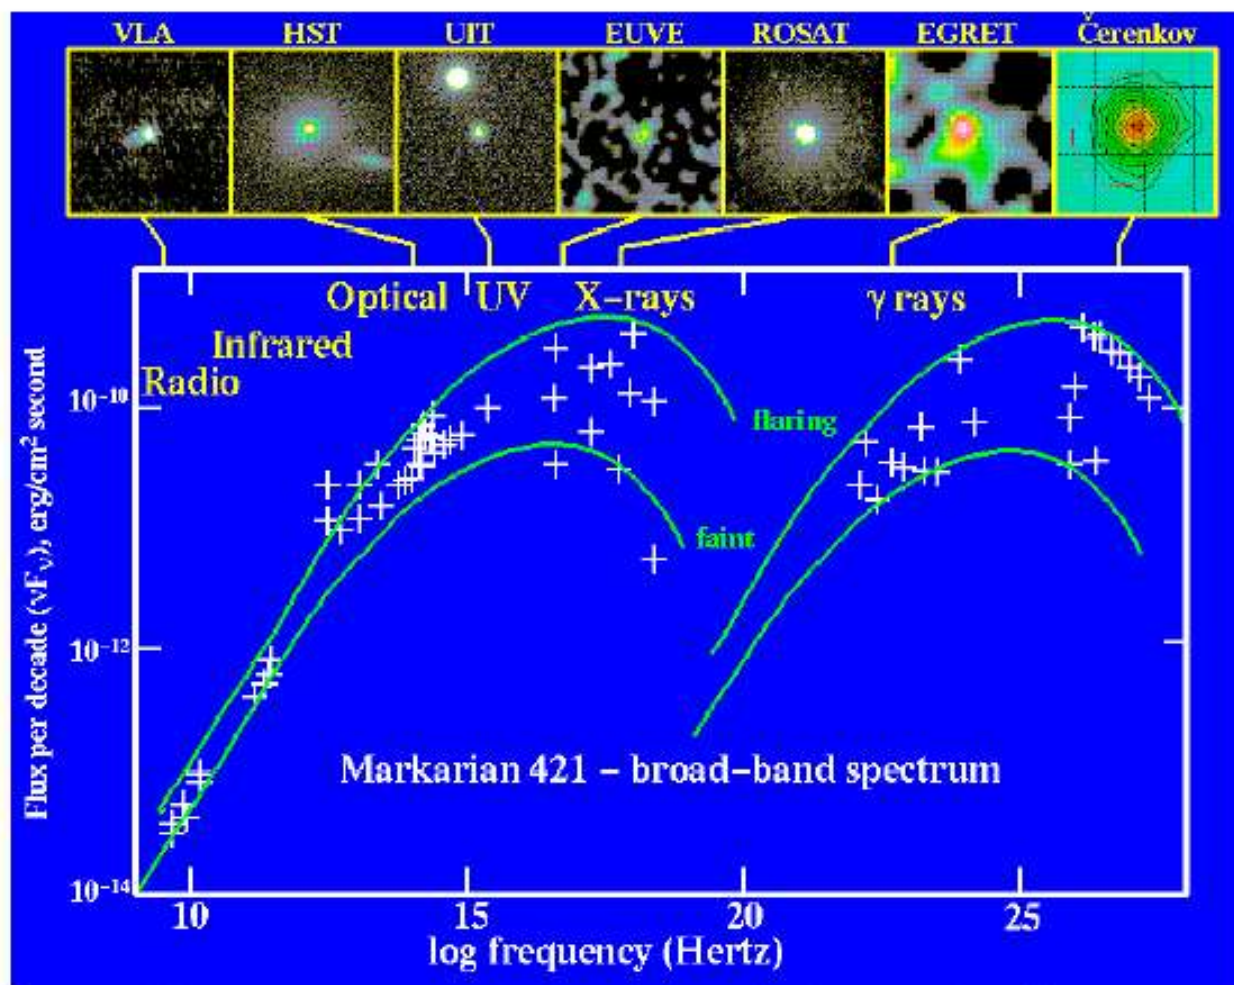 VLA HST UIT EUVE ROSAT EGRET Čerenkov
Optical UV X-rays γ rays
Infrared
Radio
flaring
faint
Markarian 421 – broad-band spectrum
Flux per decade (νFν), erg/cm² second
10⁻¹⁰
10⁻¹²
10⁻¹⁴
10 15 20 25
log frequency (Hertz)